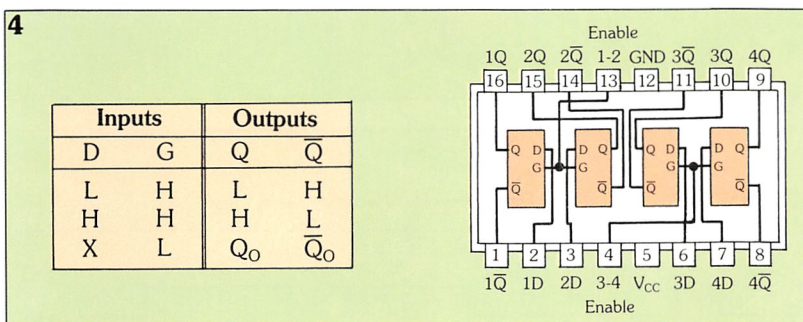 4
Inputs Outputs
D G Q Q̅
L H L H
H H H L
X L Q₀ Q̅₀
Enable
1Q 2Q 2Q̅ 1-2 GND 3Q̅ 3Q 4Q
16 15 14 13 12 11 10 9
Q D D Q Q D D Q
G G G G
Q̅ Q̅ Q̅ Q̅
1 2 3 4 5 6 7 8
1Q̅ 1D 2D 3-4 V_CC 3D 4D 4Q̅
Enable